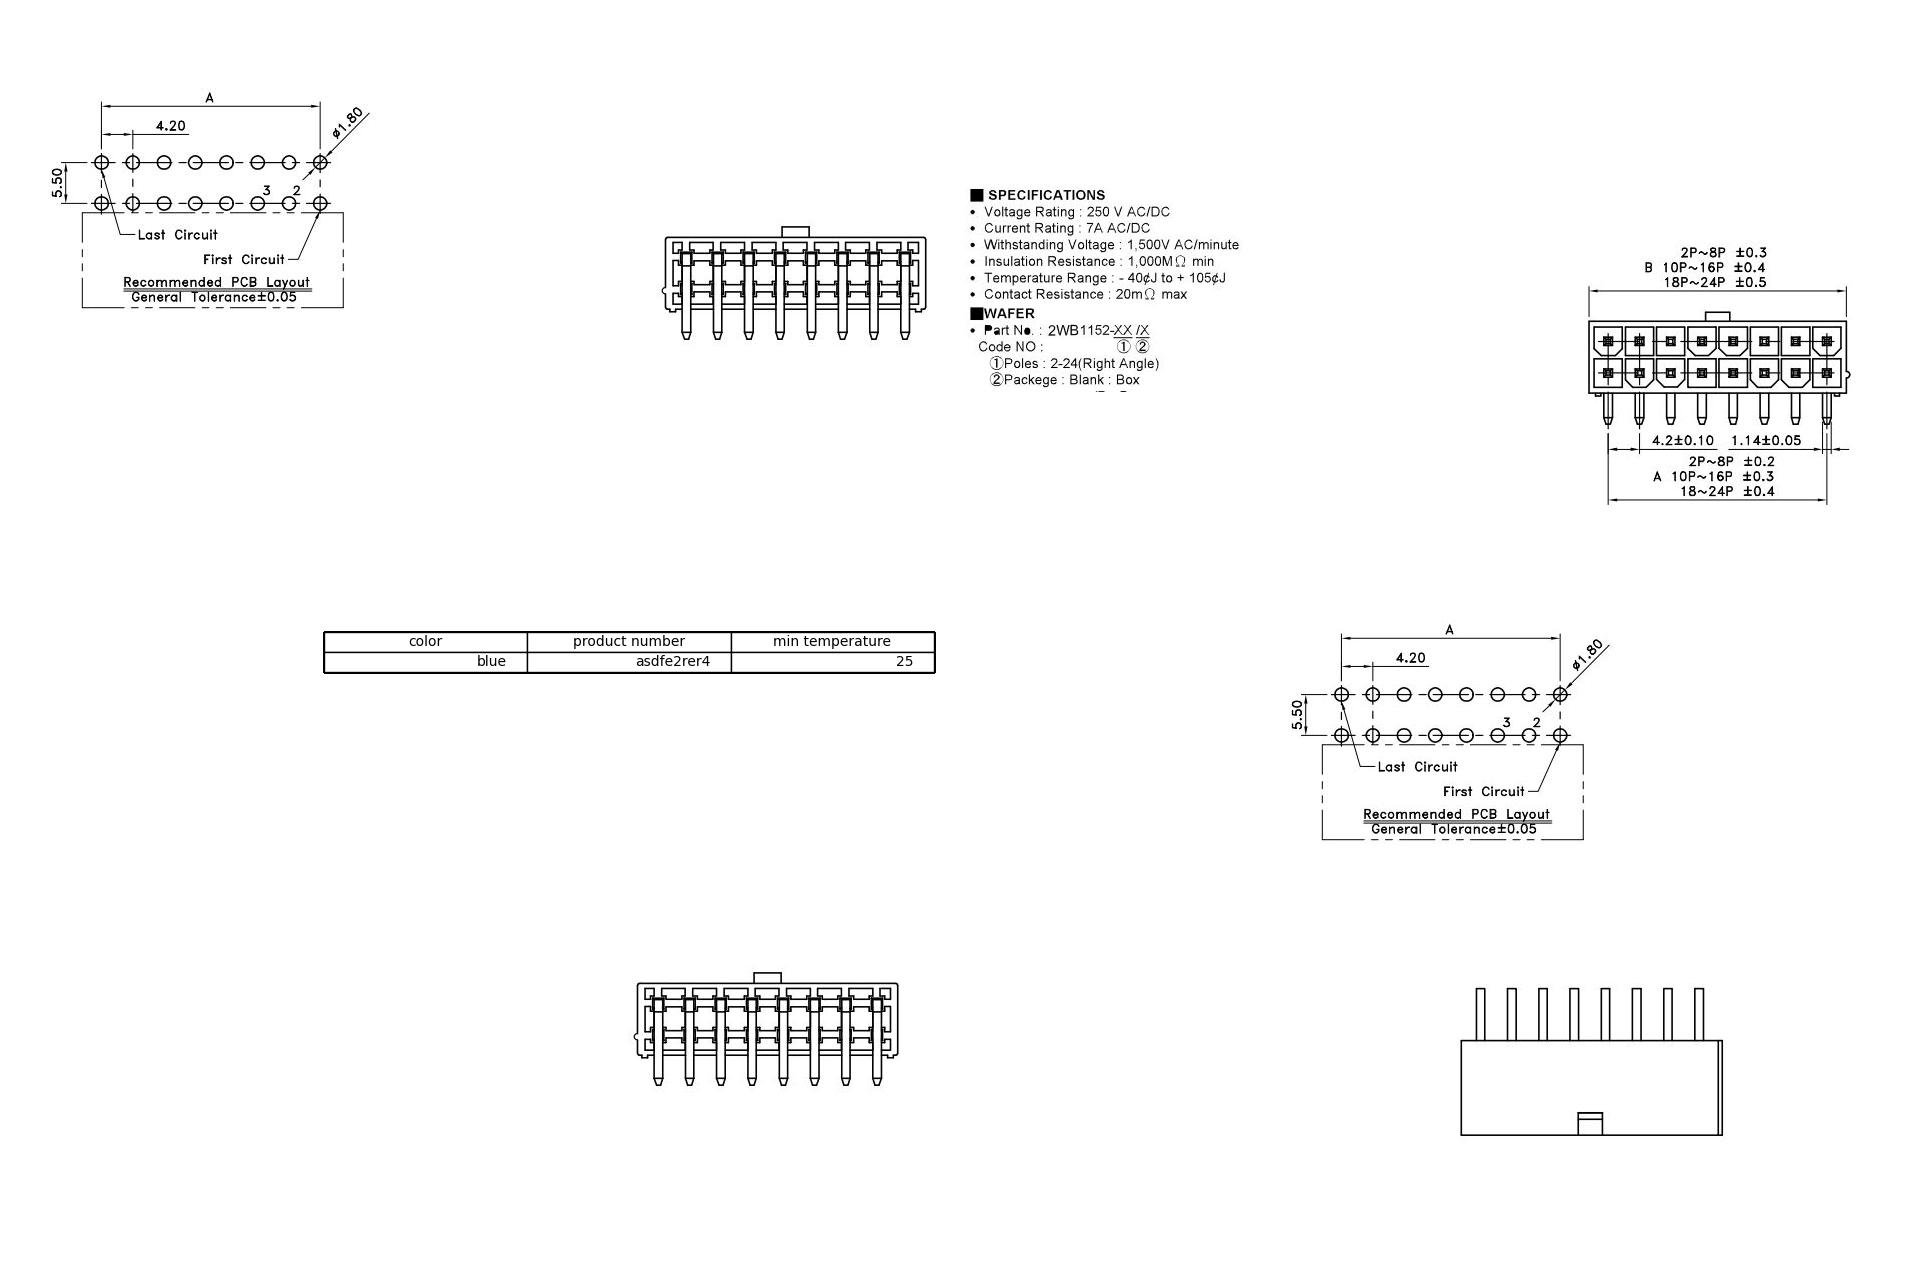 A
4.20
ø1.80
5.50
3 2
Last Circuit
First Circuit
Recommended PCB Layout
General Tolerance±0.05
■ SPECIFICATIONS
• Voltage Rating : 250 V AC/DC
• Current Rating : 7A AC/DC
• Withstanding Voltage : 1,500V AC/minute
• Insulation Resistance : 1,000MΩ min
• Temperature Range : - 40¢J to + 105¢J
• Contact Resistance : 20mΩ max
■WAFER
• Part No. : 2WB1152-XX /X
Code NO : ① ②
①Poles : 2-24(Right Angle)
②Packege : Blank : Box
2P~8P ±0.3
B 10P~16P ±0.4
18P~24P ±0.5
4.2±0.10 1.14±0.05
2P~8P ±0.2
A 10P~16P ±0.3
18~24P ±0.4
color product number min temperature
blue asdfe2rer4 25
A
4.20
ø1.80
5.50
3 2
Last Circuit
First Circuit
Recommended PCB Layout
General Tolerance±0.05